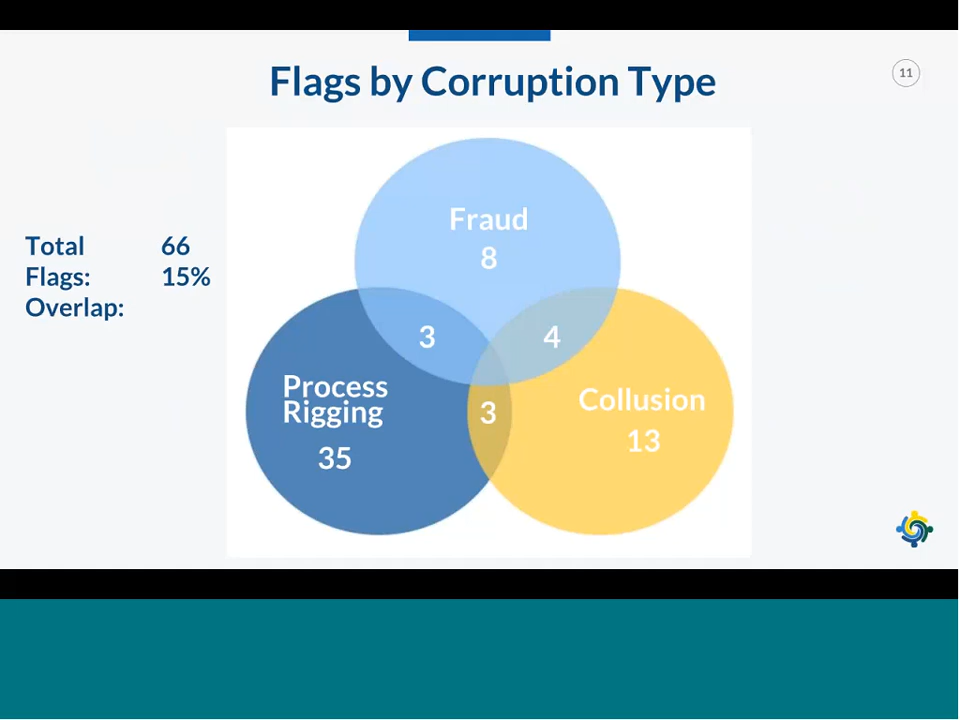 Flags by Corruption Type
11
Total 66
Flags: 15%
Overlap:
Fraud
8
3
4
Process
Rigging
35
3
Collusion
13